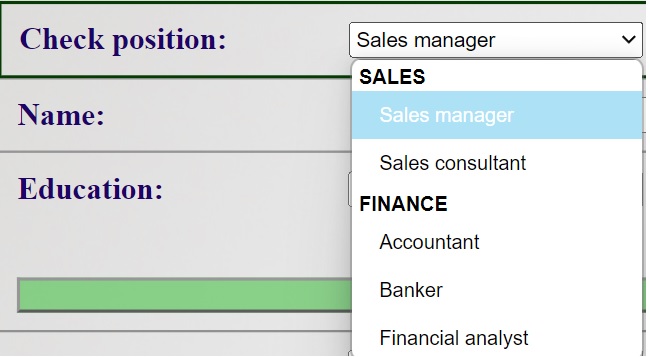 Check position:
Sales manager
SALES
Name:
Sales manager
Sales consultant
Education:
FINANCE
Accountant
Banker
Financial analyst